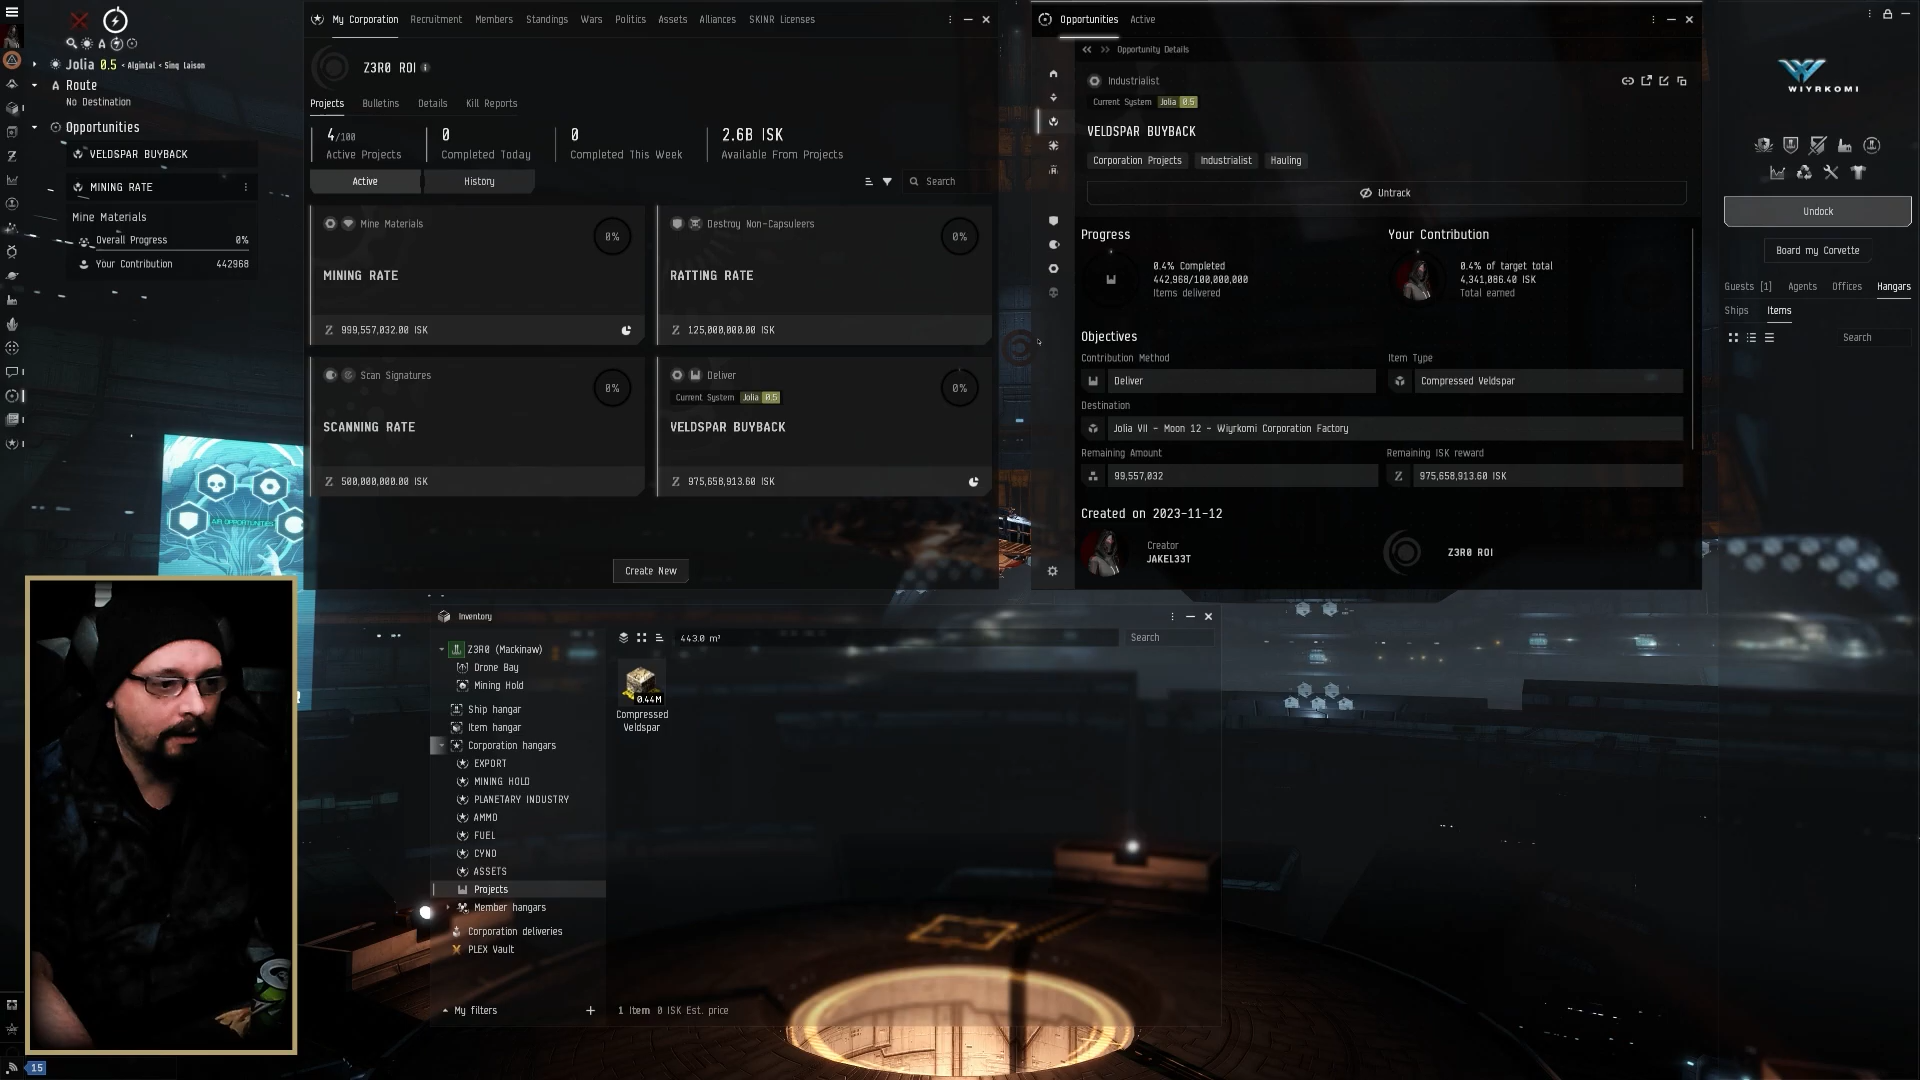 Jolia 0.5 < Algintal < Sinq Laison
Route
No Destination
Opportunities
VELDSPAR BUYBACK
MINING RATE
Mine Materials
Overall Progress 0%
Your Contribution 442968
15
My Corporation Recruitment Members Standings Wars Politics Assets Alliances SKINR Licenses
Z3R0 ROI
Projects Bulletins Details Kill Reports
4/100 0 0 2.6B ISK
Active Projects Completed Today Completed This Week Available From Projects
Active History Search
Mine Materials 0%
MINING RATE
999,557,032.00 ISK
Destroy Non-Capsuleers 0%
RATTING RATE
125,000,000.00 ISK
Scan Signatures 0%
SCANNING RATE
500,000,000.00 ISK
Deliver 0%
Current System Jolia 0.5
VELDSPAR BUYBACK
975,658,913.60 ISK
Create New
Opportunities Active
Opportunity Details
Industrialist
Current System Jolia 0.5
VELDSPAR BUYBACK
Corporation Projects Industrialist Hauling
Untrack
Progress Your Contribution
0.4% Completed 0.4% of target total
442,968/100,000,000 4,341,086.40 ISK
Items delivered Total earned
Objectives
Contribution Method Item Type
Deliver Compressed Veldspar
Destination
Jolia VII - Moon 12 - Wiyrkomi Corporation Factory
Remaining Amount Remaining ISK reward
99,557,032 975,658,913.60 ISK
Created on 2023-11-12
Creator
JAKEL33T
Z3R0 ROI
WIYRKOMI
Undock
Board my Corvette
Guests [1] Agents Offices Hangars
Ships Items
Search
Inventory
443.0 m³ Search
Z3R0 (Mackinaw)
Drone Bay
Mining Hold
Ship hangar
Item hangar
Corporation hangars
EXPORT
MINING HOLD
PLANETARY INDUSTRY
AMMO
FUEL
CYNO
ASSETS
Projects
Member hangars
Corporation deliveries
PLEX Vault
My filters +
0.44M
Compressed
Veldspar
1 Item 0 ISK Est. price